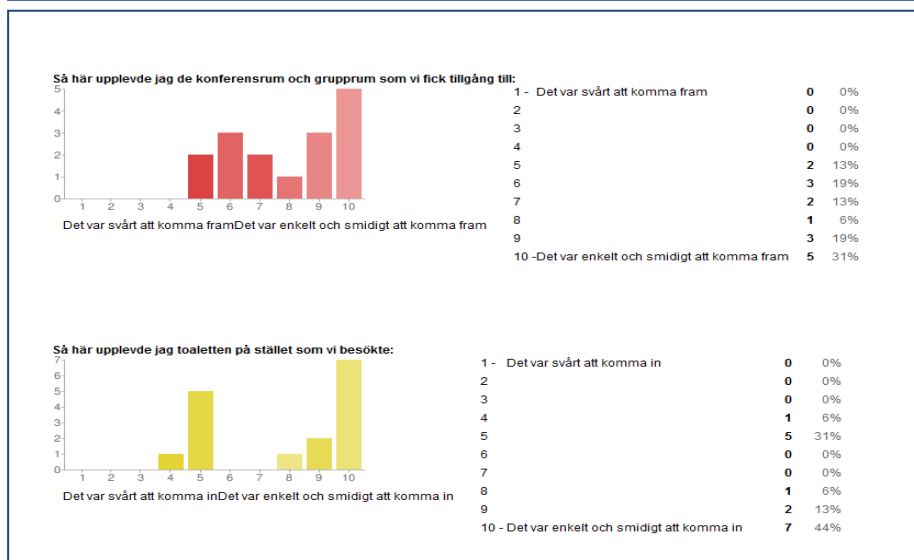 Så här upplevde jag de konferensrum och grupprum som vi fick tillgång till:
5
4
3
2
1
0
1 2 3 4 5 6 7 8 9 10
Det var svårt att komma framDet var enkelt och smidigt att komma fram
1 - Det var svårt att komma fram 0 0%
2 0 0%
3 0 0%
4 0 0%
5 2 13%
6 3 19%
7 2 13%
8 1 6%
9 3 19%
10 -Det var enkelt och smidigt att komma fram 5 31%
Så här upplevde jag toaletten på stället som vi besökte:
7
6
5
4
3
2
1
0
1 2 3 4 5 6 7 8 9 10
Det var svårt att komma inDet var enkelt och smidigt att komma in
1 - Det var svårt att komma in 0 0%
2 0 0%
3 0 0%
4 1 6%
5 5 31%
6 0 0%
7 0 0%
8 1 6%
9 2 13%
10 - Det var enkelt och smidigt att komma in 7 44%